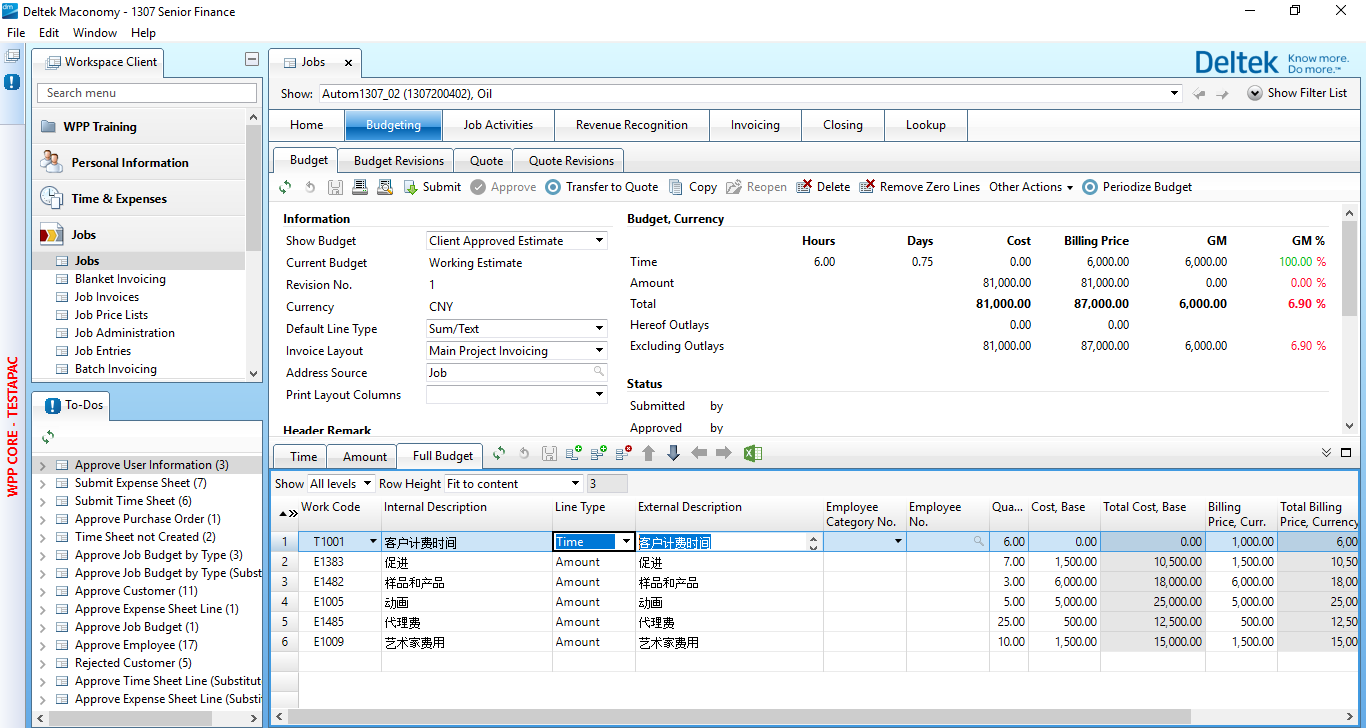 Deltek Maconomy - 1307 Senior Finance
File Edit Window Help
Workspace Client
Search menu
WPP Training
Personal Information
Time & Expenses
Jobs
Jobs
Blanket Invoicing
Job Invoices
Job Price Lists
Job Administration
Job Entries
Batch Invoicing
WPP CORE - TESTAPAC
To-Dos
Approve User Information (3)
Submit Expense Sheet (7)
Submit Time Sheet (6)
Approve Purchase Order (1)
Time Sheet not Created (2)
Approve Job Budget by Type (3)
Approve Job Budget by Type (Subst
Approve Customer (11)
Approve Expense Sheet Line (1)
Approve Job Budget (1)
Approve Employee (17)
Rejected Customer (5)
Approve Time Sheet Line (Substitut
Approve Expense Sheet Line (Substi
Jobs
Deltek Know more. Do more.™
Show: Autom1307_02 (1307200402), Oil Show Filter List
Home Budgeting Job Activities Revenue Recognition Invoicing Closing Lookup
Budget Budget Revisions Quote Quote Revisions
Submit Approve Transfer to Quote Copy Reopen Delete Remove Zero Lines Other Actions Periodize Budget
Information
Show Budget Client Approved Estimate
Current Budget Working Estimate
Revision No. 1
Currency CNY
Default Line Type Sum/Text
Invoice Layout Main Project Invoicing
Address Source Job
Print Layout Columns
Header Remark
Budget, Currency
Hours Days Cost Billing Price GM GM %
Time 6.00 0.75 0.00 6,000.00 6,000.00 100.00 %
Amount 81,000.00 81,000.00 0.00 0.00 %
Total 81,000.00 87,000.00 6,000.00 6.90 %
Hereof Outlays 0.00 0.00
Excluding Outlays 81,000.00 87,000.00 6,000.00 6.90 %
Status
Submitted by
Approved by
Time Amount Full Budget
Show All levels Row Height Fit to content 3
Work Code Internal Description Line Type External Description Employee Category No. Employee No. Qua... Cost, Base Total Cost, Base Billing Price, Curr. Total Billing Price, Currency
1 T1001 客户计费时间 Time 客户计费时间 6.00 0.00 0.00 1,000.00 6,00
2 E1383 促进 Amount 促进 7.00 1,500.00 10,500.00 1,500.00 10,50
3 E1482 样品和产品 Amount 样品和产品 3.00 6,000.00 18,000.00 6,000.00 18,00
4 E1005 动画 Amount 动画 5.00 5,000.00 25,000.00 5,000.00 25,00
5 E1485 代理费 Amount 代理费 25.00 500.00 12,500.00 500.00 12,50
6 E1009 艺术家费用 Amount 艺术家费用 10.00 1,500.00 15,000.00 1,500.00 15,00